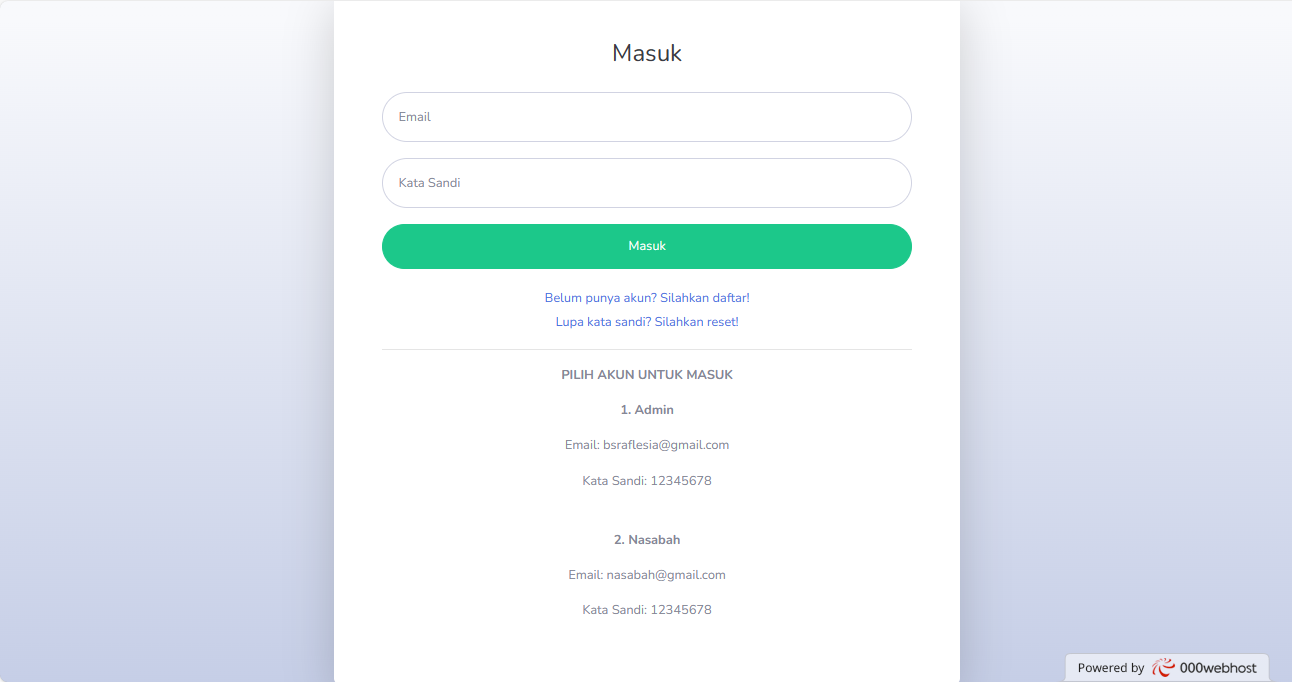 Masuk
Email
Kata Sandi
Masuk
Belum punya akun? Silahkan daftar!
Lupa kata sandi? Silahkan reset!
PILIH AKUN UNTUK MASUK
1. Admin
Email: bsraflesia@gmail.com
Kata Sandi: 12345678
2. Nasabah
Email: nasabah@gmail.com
Kata Sandi: 12345678
Powered by 000webhost